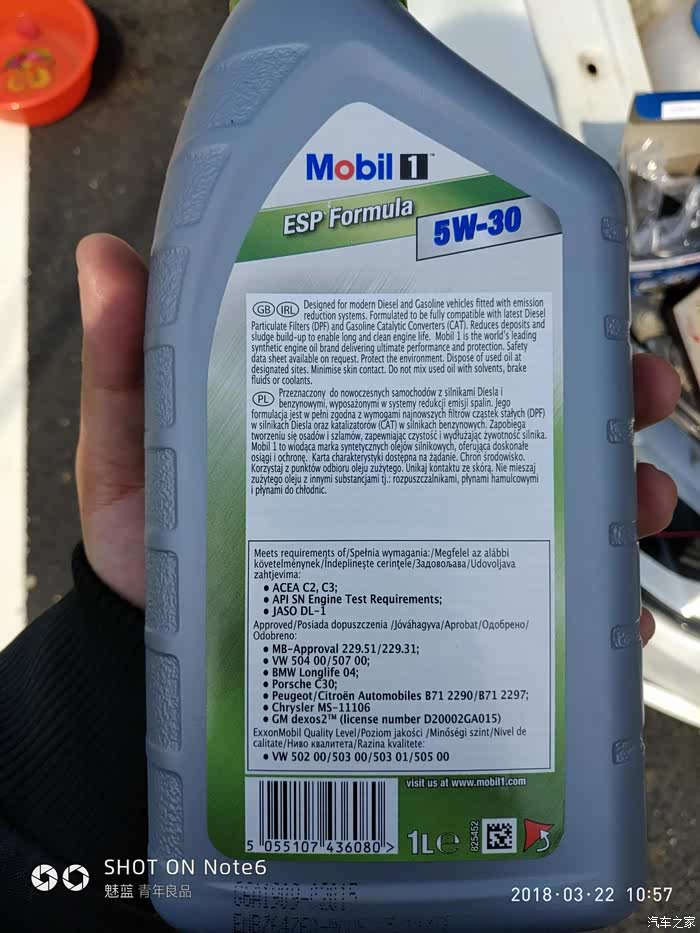 Mobil 1™
ESP Formula
5W-30
GB IRL Designed for modern Diesel and Gasoline vehicles fitted with emission
reduction systems. Formulated to be fully compatible with latest Diesel
Particulate Filters (DPF) and Gasoline Catalytic Converters (CAT). Reduces deposits and
sludge build-up to enable long and clean engine life. Mobil 1 is the world's leading
synthetic engine oil brand delivering ultimate performance and protection. Safety
data sheet available on request. Protect the environment. Dispose of used oil at
designated sites. Minimise skin contact. Do not mix used oil with solvents, brake
fluids or coolants.
PL Przeznaczony do nowoczesnych samochodów z silnikami Diesla i
benzynowymi, wyposażonymi w systemy redukcji emisji spalin. Jego
formulacja jest w pełni zgodna z wymogami najnowszych filtrów cząstek stałych (DPF)
w silnikach Diesla oraz katalizatorów (CAT) w silnikach benzynowych. Zapobiega
tworzeniu się osadów i szlamów, zapewniając czystość i wydłużając żywotność silnika.
Mobil 1 to wiodąca marka syntetycznych olejów silnikowych, oferująca doskonałe
osiągi i ochronę. Karta charakterystyki dostępna na żądanie. Chroń środowisko.
Korzystaj z punktów odbioru oleju zużytego. Unikaj kontaktu ze skórą. Nie mieszaj
zużytego oleju z innymi substancjami tj.: rozpuszczalnikami, płynami hamulcowymi
i płynami do chłodnic.
Meets requirements of/Spełnia wymagania:/Megfelel az alábbi
követelménynek/Îndeplineşte cerinţele/Задовољава/Udovoljava
zahtjevima:
● ACEA C2, C3;
● API SN Engine Test Requirements;
● JASO DL-1
Approved/Posiada dopuszczenia /Jóváhagyva/Aprobat/Одобрено/
Odobreno:
● MB-Approval 229.51/229.31;
● VW 504 00/507 00;
● BMW Longlife 04;
● Porsche C30;
● Peugeot/Citroën Automobiles B71 2290/B71 2297;
● Chrysler MS-11106
● GM dexos2™ (license number D20002GA015)
ExxonMobil Quality Level/Poziom jakości /Minőségi szint/Nivel de
calitate/Ниво квалитета/Razina kvalitete:
● VW 502 00/503 00/503 01/505 00
visit us at www.mobil1.com
5 055107 436080 >
1L e
825452
SHOT ON Note6
魅蓝 青年良品
2018·03·22 10:57
汽车之家